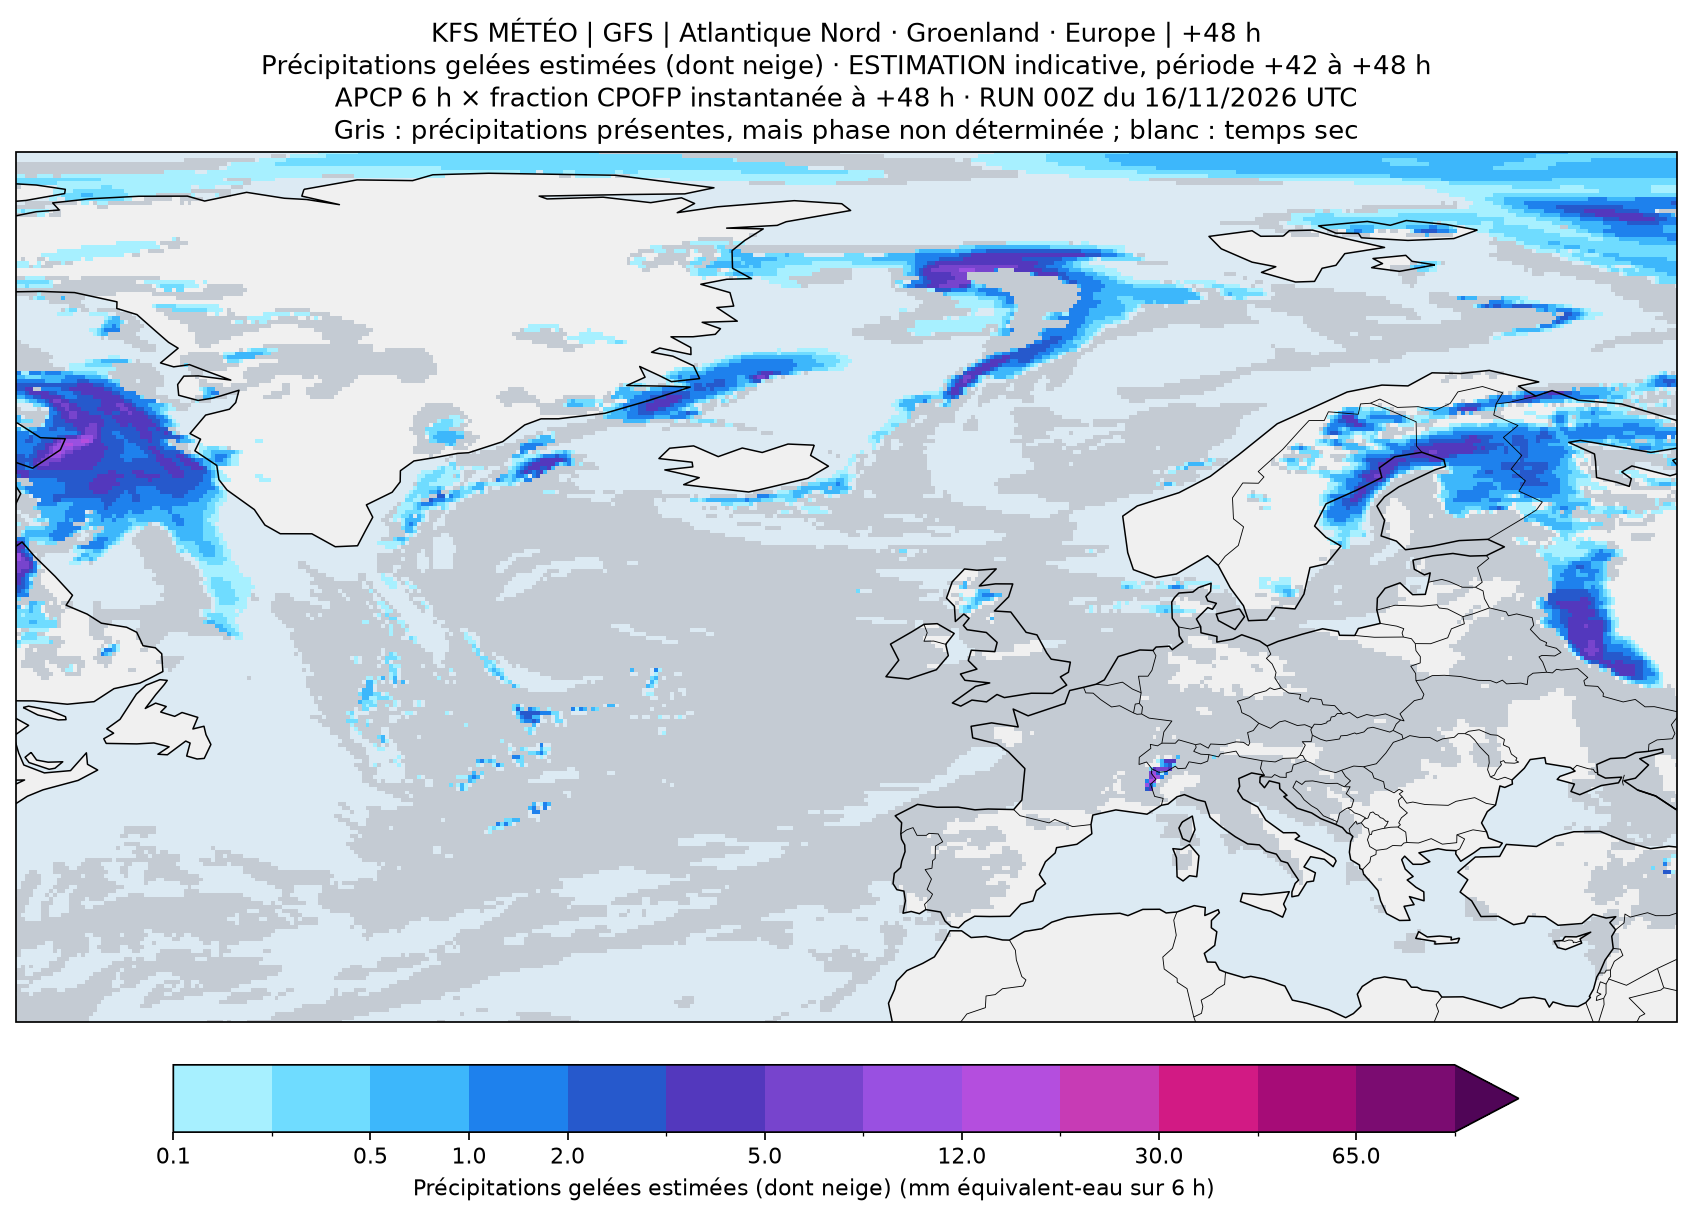 KFS MÉTÉO | GFS | Atlantique Nord · Groenland · Europe | +48 h
Précipitations gelées estimées (dont neige) · ESTIMATION indicative, période +42 à +48 h
APCP 6 h × fraction CPOFP instantanée à +48 h · RUN 00Z du 16/11/2026 UTC
Gris : précipitations présentes, mais phase non déterminée ; blanc : temps sec
0.1 0.5 1.0 2.0 5.0 12.0 30.0 65.0
Précipitations gelées estimées (dont neige) (mm équivalent-eau sur 6 h)